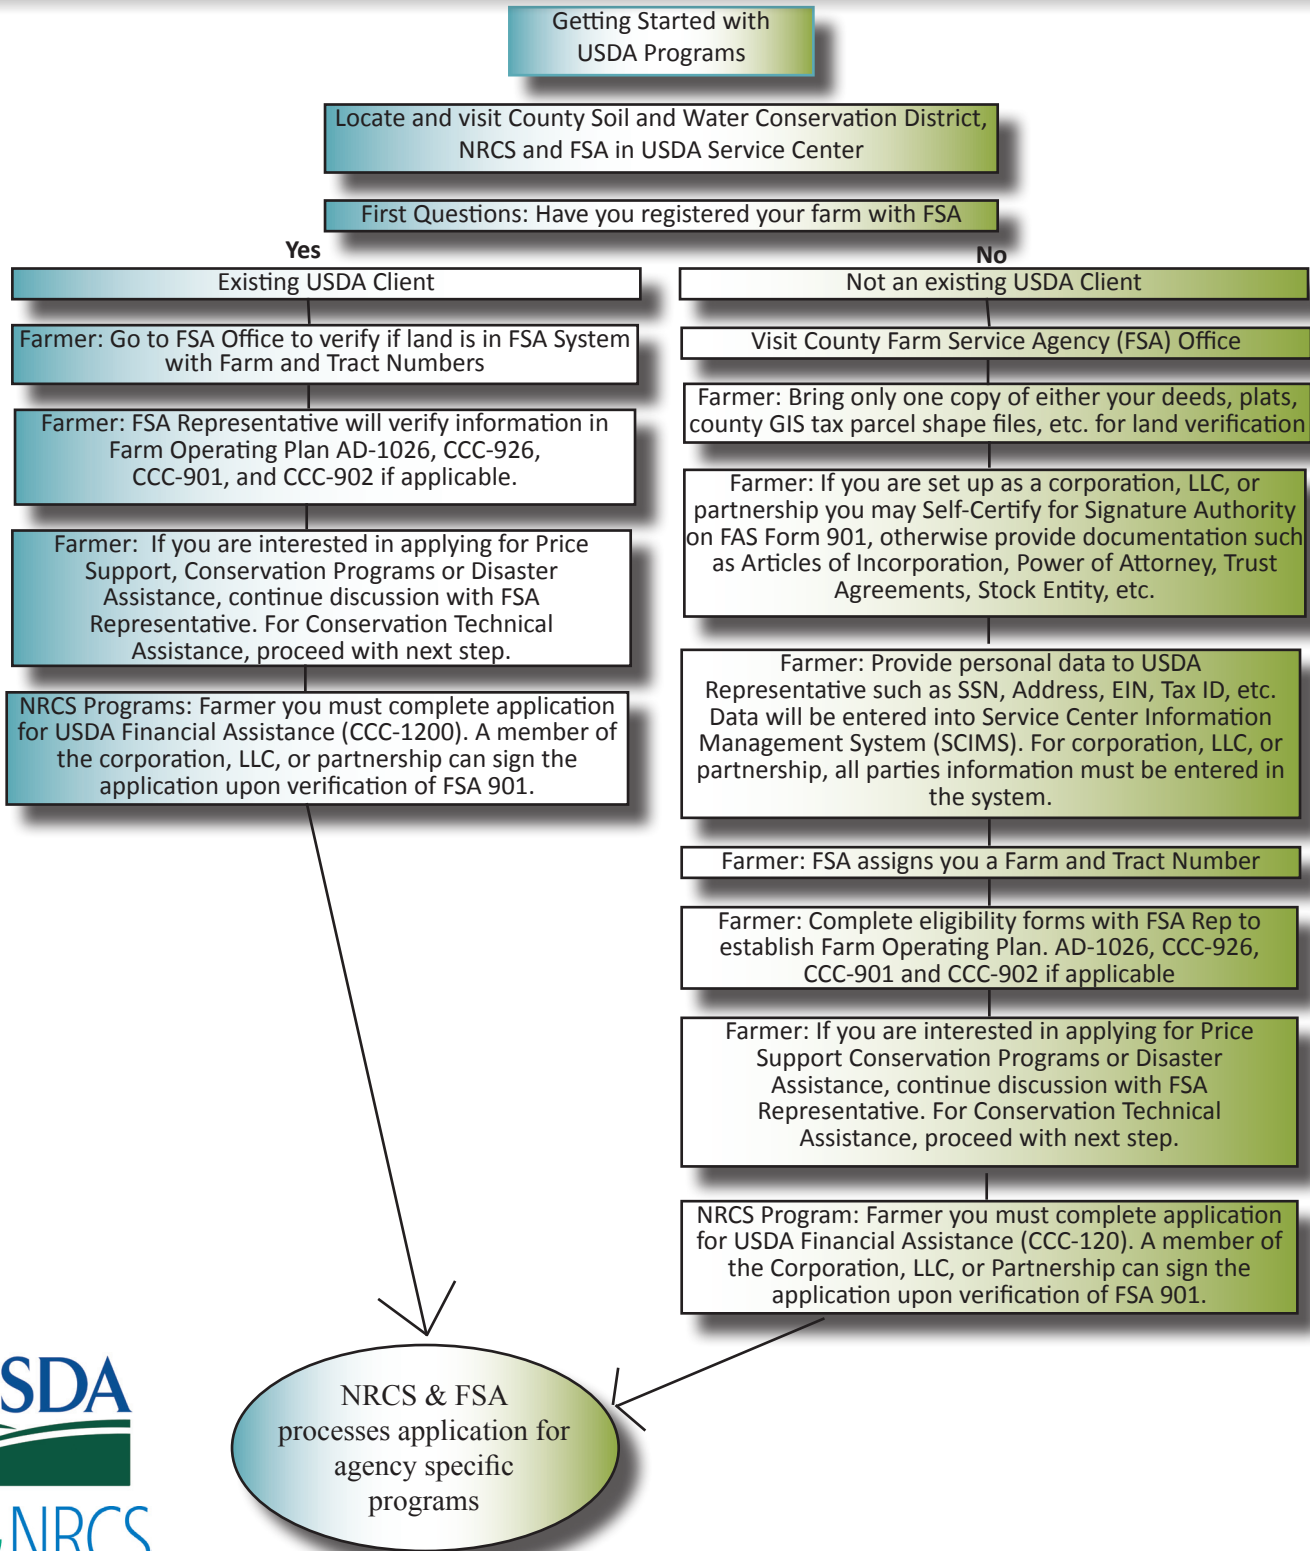 Getting Started with
USDA Programs
Locate and visit County Soil and Water Conservation District,
NRCS and FSA in USDA Service Center
First Questions: Have you registered your farm with FSA
Yes
Existing USDA Client
Farmer: Go to FSA Office to verify if land is in FSA System
with Farm and Tract Numbers
Farmer: FSA Representative will verify information in
Farm Operating Plan AD-1026, CCC-926,
CCC-901, and CCC-902 if applicable.
Farmer: If you are interested in applying for Price
Support, Conservation Programs or Disaster
Assistance, continue discussion with FSA
Representative. For Conservation Technical
Assistance, proceed with next step.
NRCS Programs: Farmer you must complete application
for USDA Financial Assistance (CCC-1200). A member of
the corporation, LLC, or partnership can sign the
application upon verification of FSA 901.
No
Not an existing USDA Client
Visit County Farm Service Agency (FSA) Office
Farmer: Bring only one copy of either your deeds, plats,
county GIS tax parcel shape files, etc. for land verification
Farmer: If you are set up as a corporation, LLC, or
partnership you may Self-Certify for Signature Authority
on FAS Form 901, otherwise provide documentation such
as Articles of Incorporation, Power of Attorney, Trust
Agreements, Stock Entity, etc.
Farmer: Provide personal data to USDA
Representative such as SSN, Address, EIN, Tax ID, etc.
Data will be entered into Service Center Information
Management System (SCIMS). For corporation, LLC, or
partnership, all parties information must be entered in
the system.
Farmer: FSA assigns you a Farm and Tract Number
Farmer: Complete eligibility forms with FSA Rep to
establish Farm Operating Plan. AD-1026, CCC-926,
CCC-901 and CCC-902 if applicable
Farmer: If you are interested in applying for Price
Support Conservation Programs or Disaster
Assistance, continue discussion with FSA
Representative. For Conservation Technical
Assistance, proceed with next step.
NRCS Program: Farmer you must complete application
for USDA Financial Assistance (CCC-120). A member of
the Corporation, LLC, or Partnership can sign the
application upon verification of FSA 901.
NRCS & FSA
processes application for
agency specific
programs
SDA
NRCS